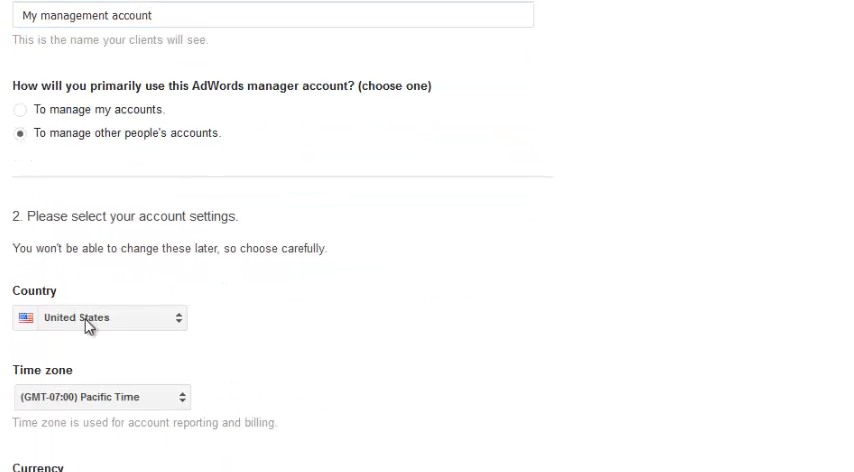 My management account
This is the name your clients will see.
How will you primarily use this AdWords manager account? (choose one)
To manage my accounts.
To manage other people's accounts.
2. Please select your account settings.
You won't be able to change these later, so choose carefully.
Country
United States
Time zone
(GMT-07:00) Pacific Time
Time zone is used for account reporting and billing.
Currency